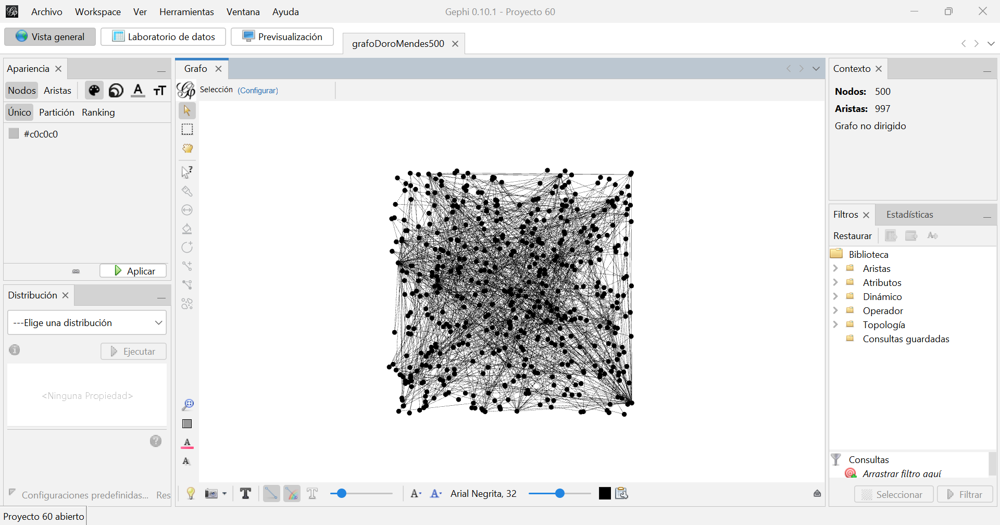 Archivo Workspace Ver Herramientas Ventana Ayuda Gephi 0.10.1 - Proyecto 60
Vista general Laboratorio de datos Previsualización grafoDoroMendes500
Apariencia
Nodos Aristas
Único Partición Ranking
#c0c0c0
Aplicar
Distribución
---Elige una distribución
Ejecutar
<Ninguna Propiedad>
Configuraciones predefinidas... Res
Proyecto 60 abierto
Grafo
Selección (Configurar)
Arial Negrita, 32
Contexto
Nodos: 500
Aristas: 997
Grafo no dirigido
Filtros Estadísticas
Restaurar
Biblioteca
Aristas
Atributos
Dinámico
Operador
Topología
Consultas guardadas
Consultas
Arrastrar filtro aquí
Seleccionar Filtrar